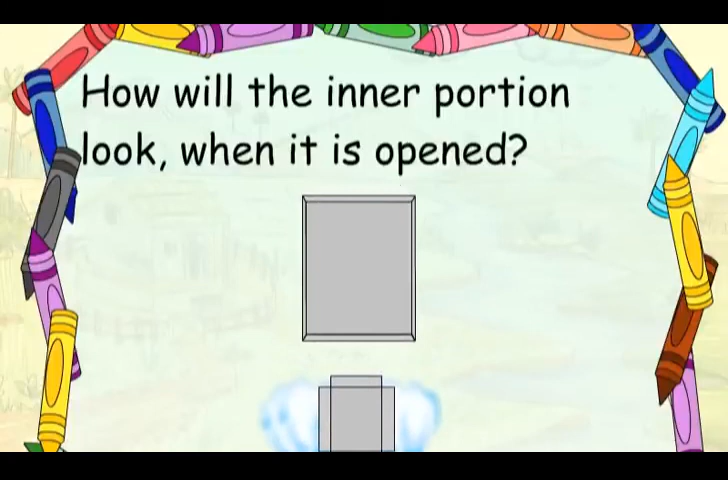 How will the inner portion
look, when it is opened?